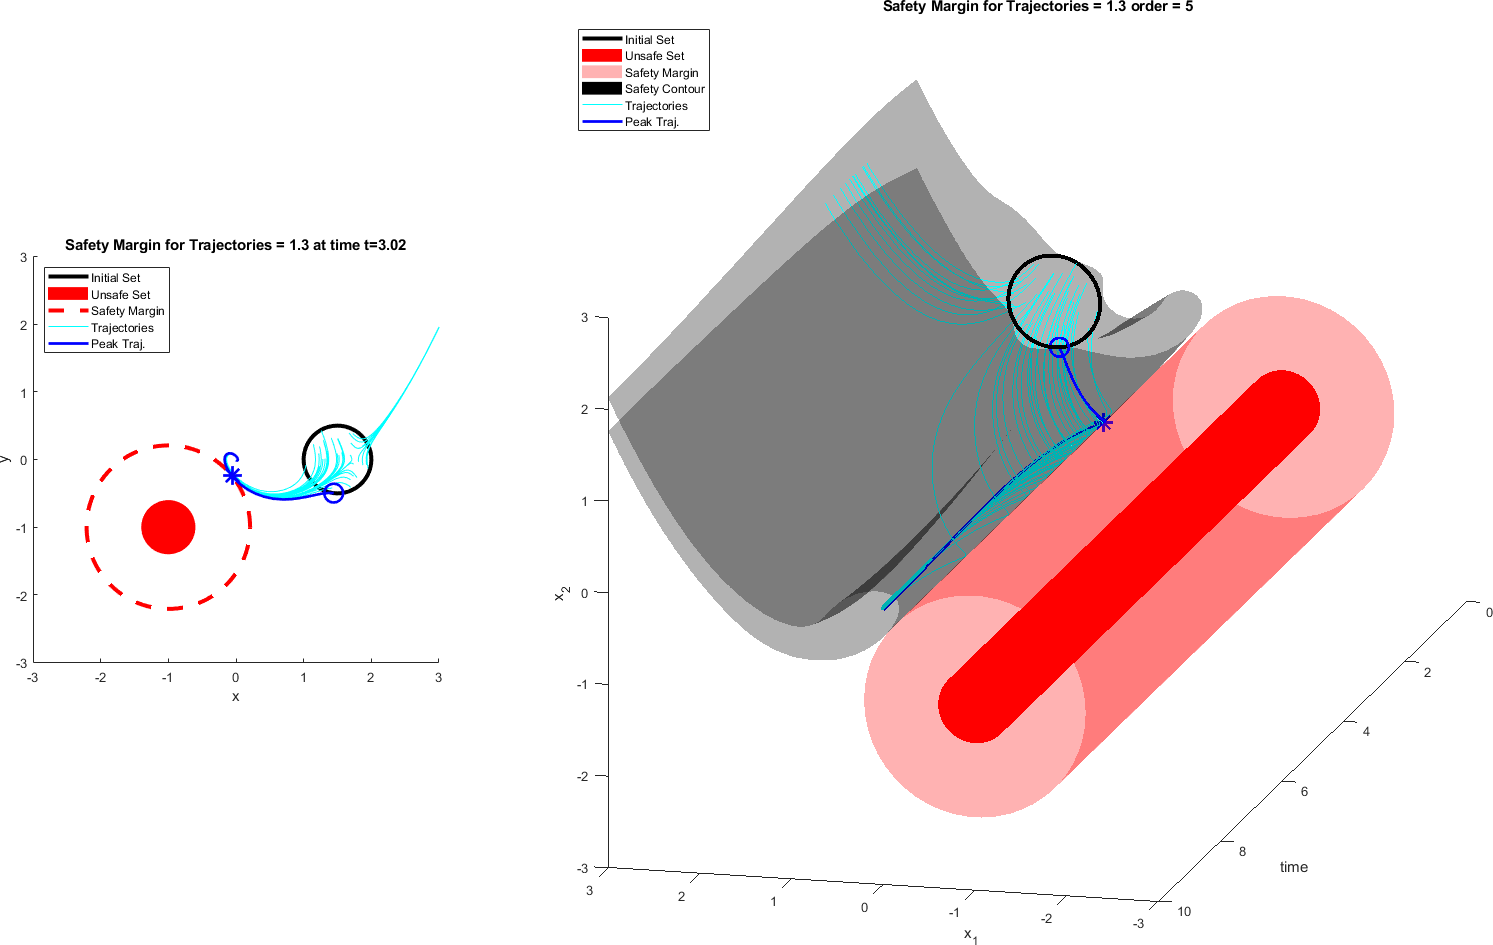 Safety Margin for Trajectories = 1.3 at time t=3.02
Initial Set
Unsafe Set
Safety Margin
Trajectories
Peak Traj.
3
2
1
0
-1
-2
-3
y
-3
-2
-1
0
1
2
3
x
Safety Margin for Trajectories = 1.3 order = 5
Initial Set
Unsafe Set
Safety Margin
Safety Contour
Trajectories
Peak Traj.
3
2
1
0
-1
-2
-3
x2
3
2
1
0
-1
-2
-3
x1
0
2
4
6
8
10
time